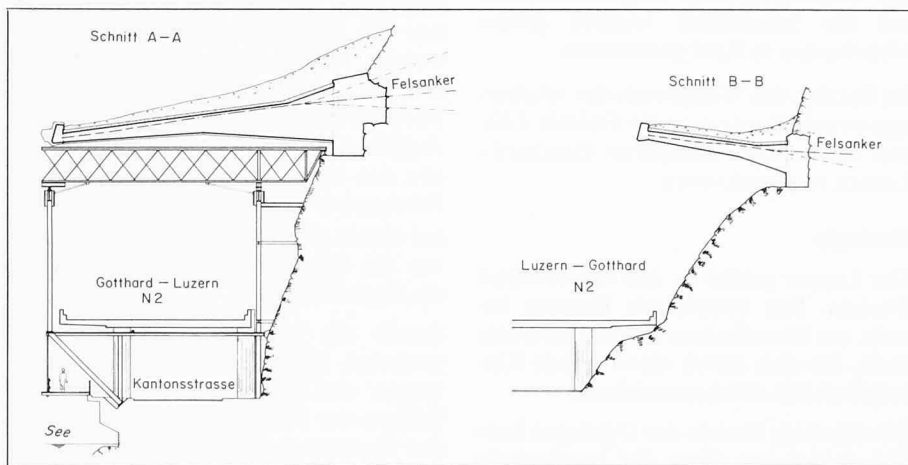 Schnitt A–A
Felsanker
Gotthard – Luzern
N2
Kantonsstrasse
See
Schnitt B–B
Felsanker
Luzern – Gotthard
N2